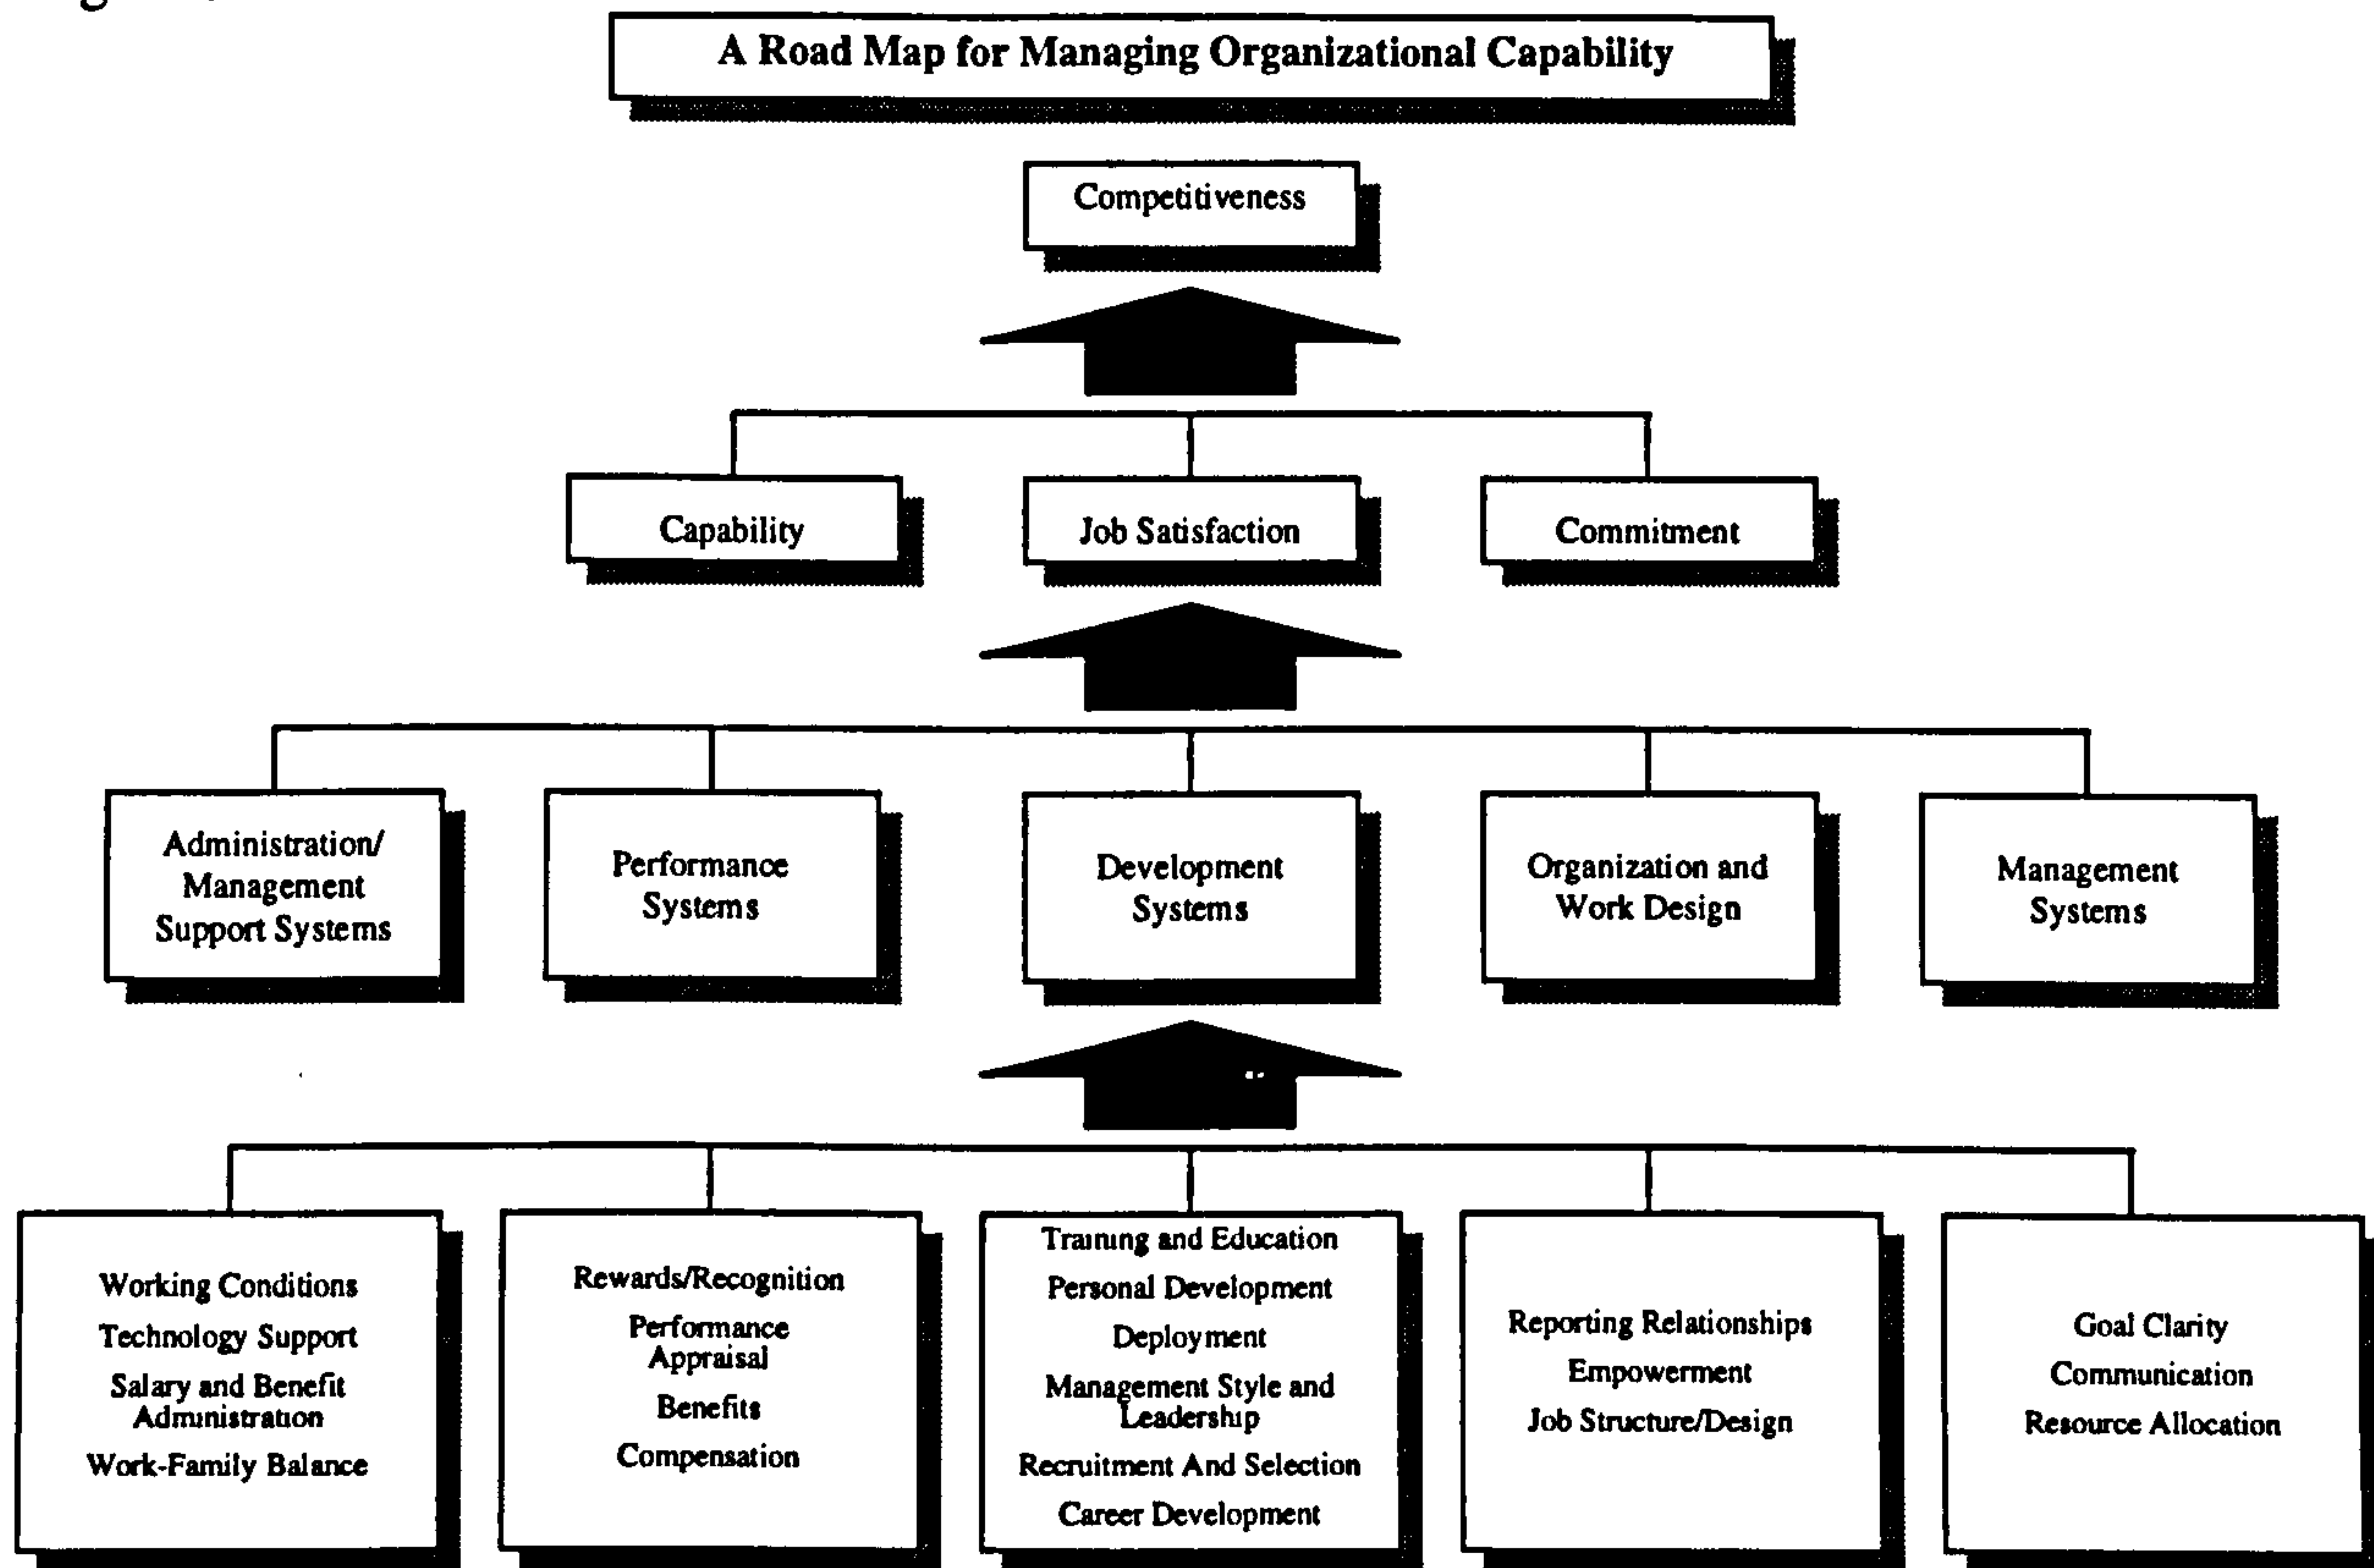 A Road Map for Managing Organizational Capability
Competitiveness
Capability
Job Satisfaction
Commitment
Administration/
Management
Support Systems
Performance
Systems
Development
Systems
Organization and
Work Design
Management
Systems
Working Conditions
Technology Support
Salary and Benefit
Administration
Work-Family Balance
Rewards/Recognition
Performance
Appraisal
Benefits
Compensation
Training and Education
Personal Development
Deployment
Management Style and
Leadership
Recruitment And Selection
Career Development
Reporting Relationships
Empowerment
Job Structure/Design
Goal Clarity
Communication
Resource Allocation